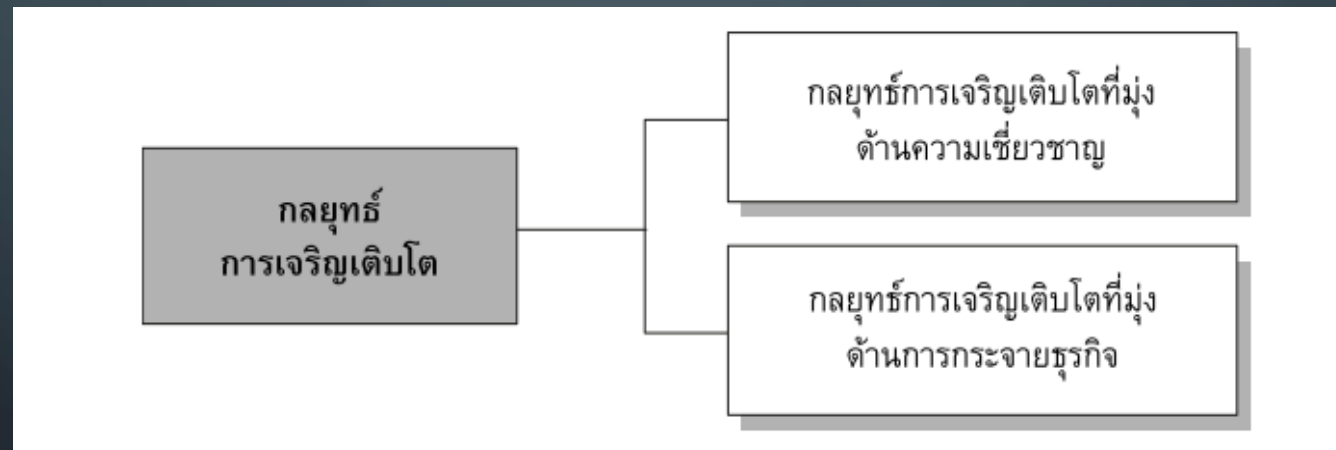 กลยุทธ์
การเจริญเติบโต
กลยุทธ์การเจริญเติบโตที่มุ่ง
ด้านความเชี่ยวชาญ
กลยุทธ์การเจริญเติบโตที่มุ่ง
ด้านการกระจายธุรกิจ